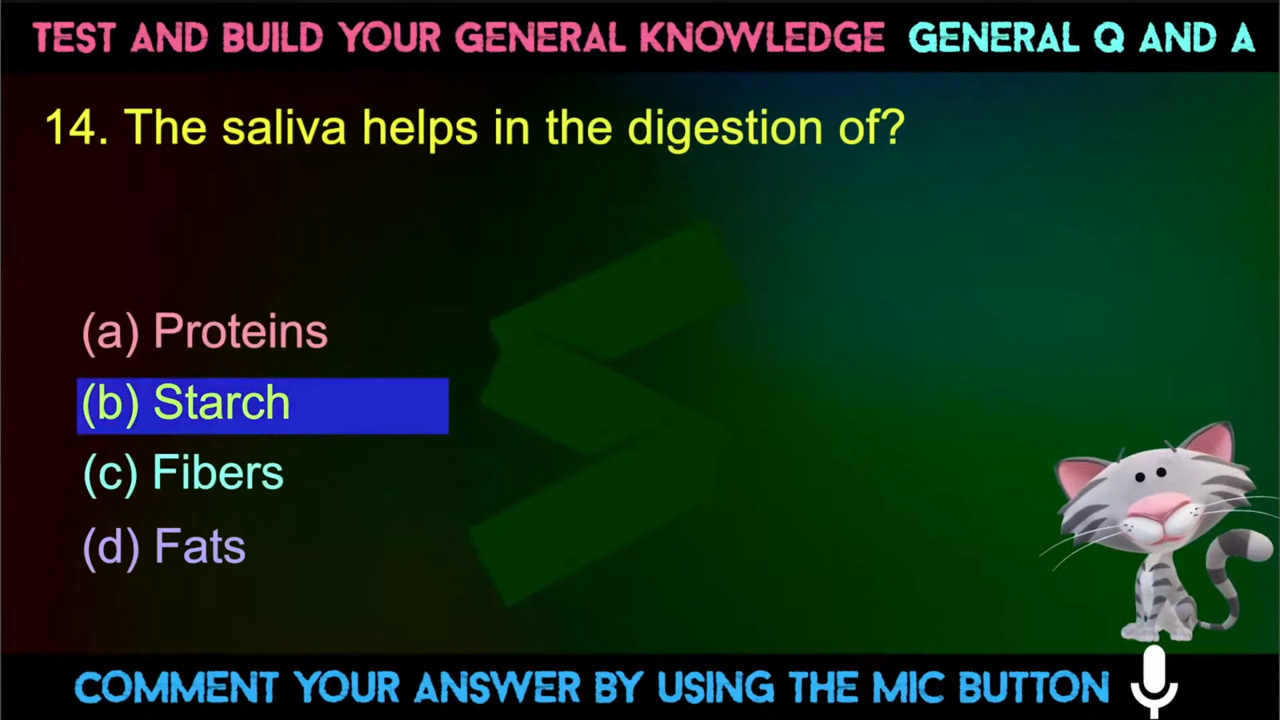 TEST AND BUILD YOUR GENERAL KNOWLEDGE GENERAL Q AND A
14. The saliva helps in the digestion of?
(a) Proteins
(b) Starch
(c) Fibers
(d) Fats
COMMENT YOUR ANSWER BY USING THE MIC BUTTON